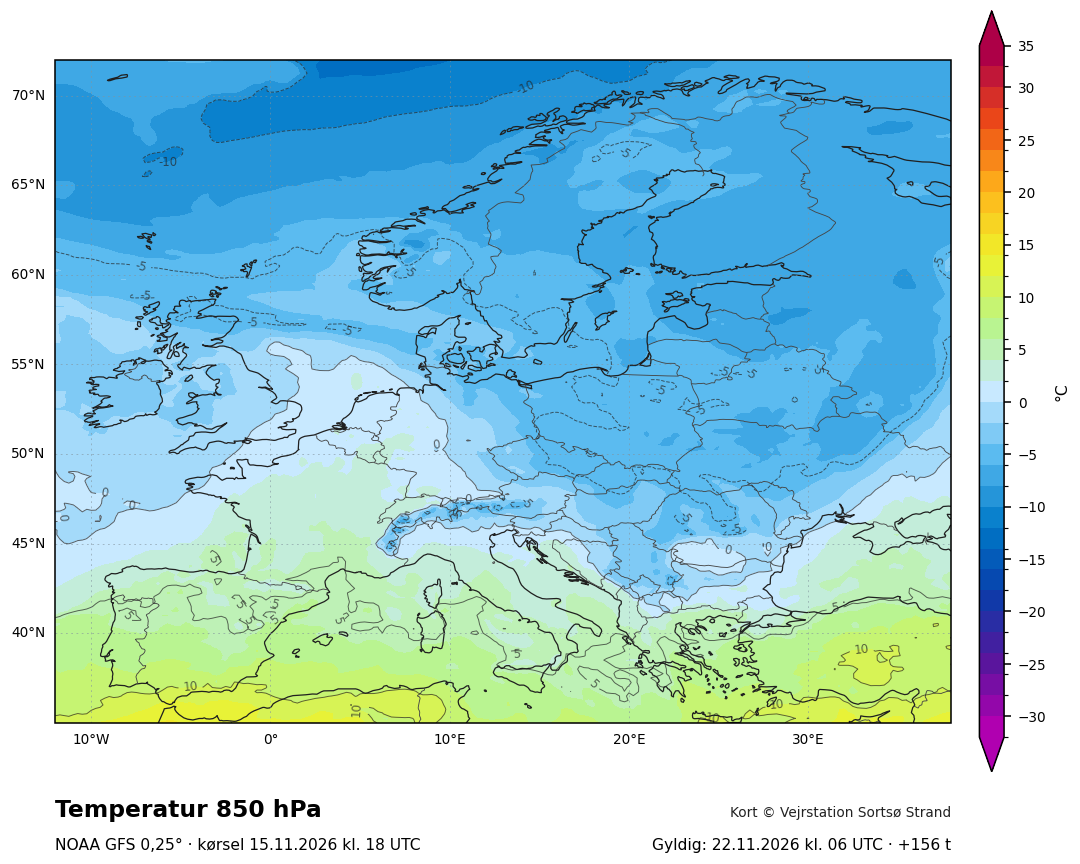 70°N
65°N
60°N
55°N
50°N
45°N
40°N
10°W
0°
10°E
20°E
30°E
35
30
25
20
15
10
5
0
−5
−10
−15
−20
−25
−30
°C
Temperatur 850 hPa
Kort © Vejrstation Sortsø Strand
NOAA GFS 0,25° · kørsel 15.11.2026 kl. 18 UTC
Gyldig: 22.11.2026 kl. 06 UTC · +156 t